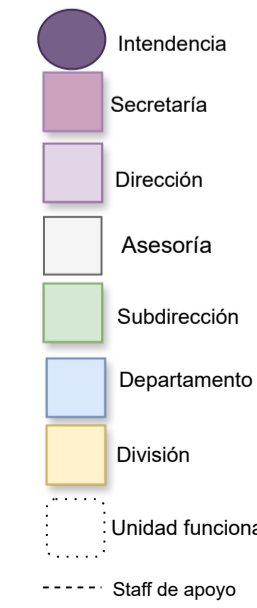 Intendencia
Secretaría
Dirección
Asesoría
Subdirección
Departamento
División
Unidad funciona
Staff de apoyo